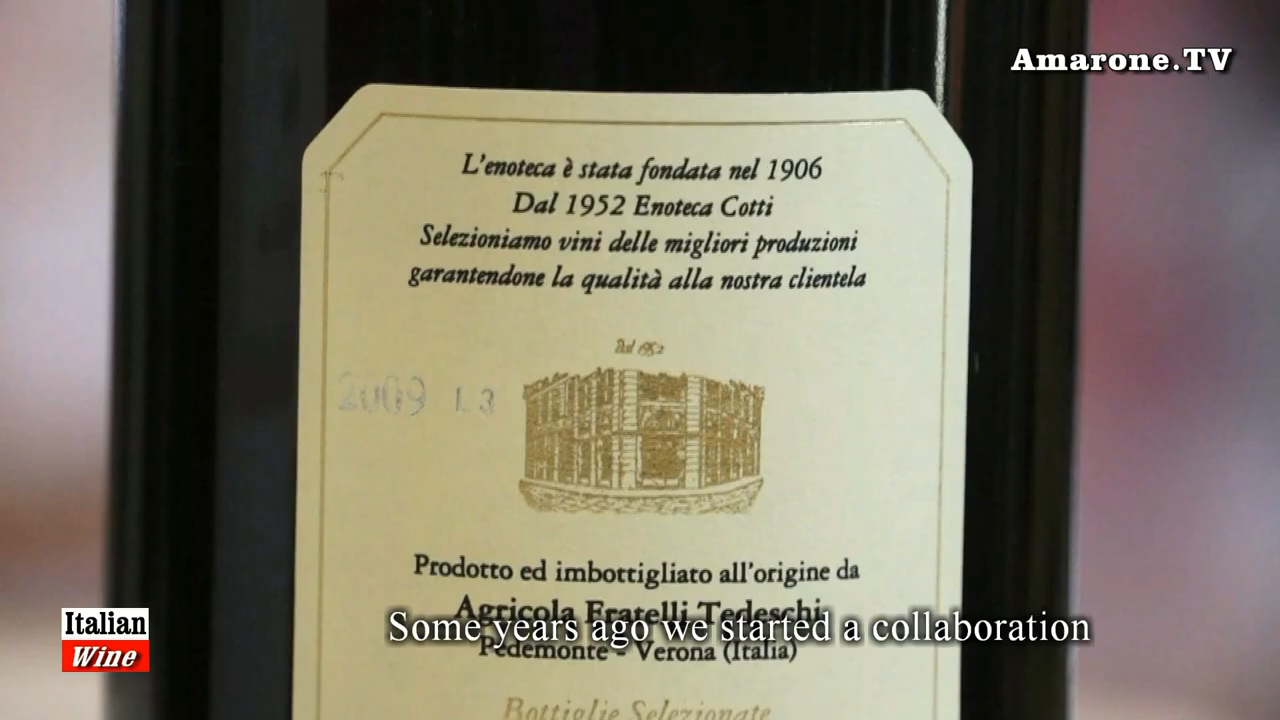 Amarone.TV
L'enoteca è stata fondata nel 1906
Dal 1952 Enoteca Cotti
Selezioniamo vini delle migliori produzioni
garantendone la qualità alla nostra clientela
Dal 1952
2009 L3
Prodotto ed imbottigliato all'origine da
Agricola Fratelli Tedeschi
Some years ago we started a collaboration
Pedemonte - Verona (Italia)
Italian
Wine
Bottiglie Selezionate